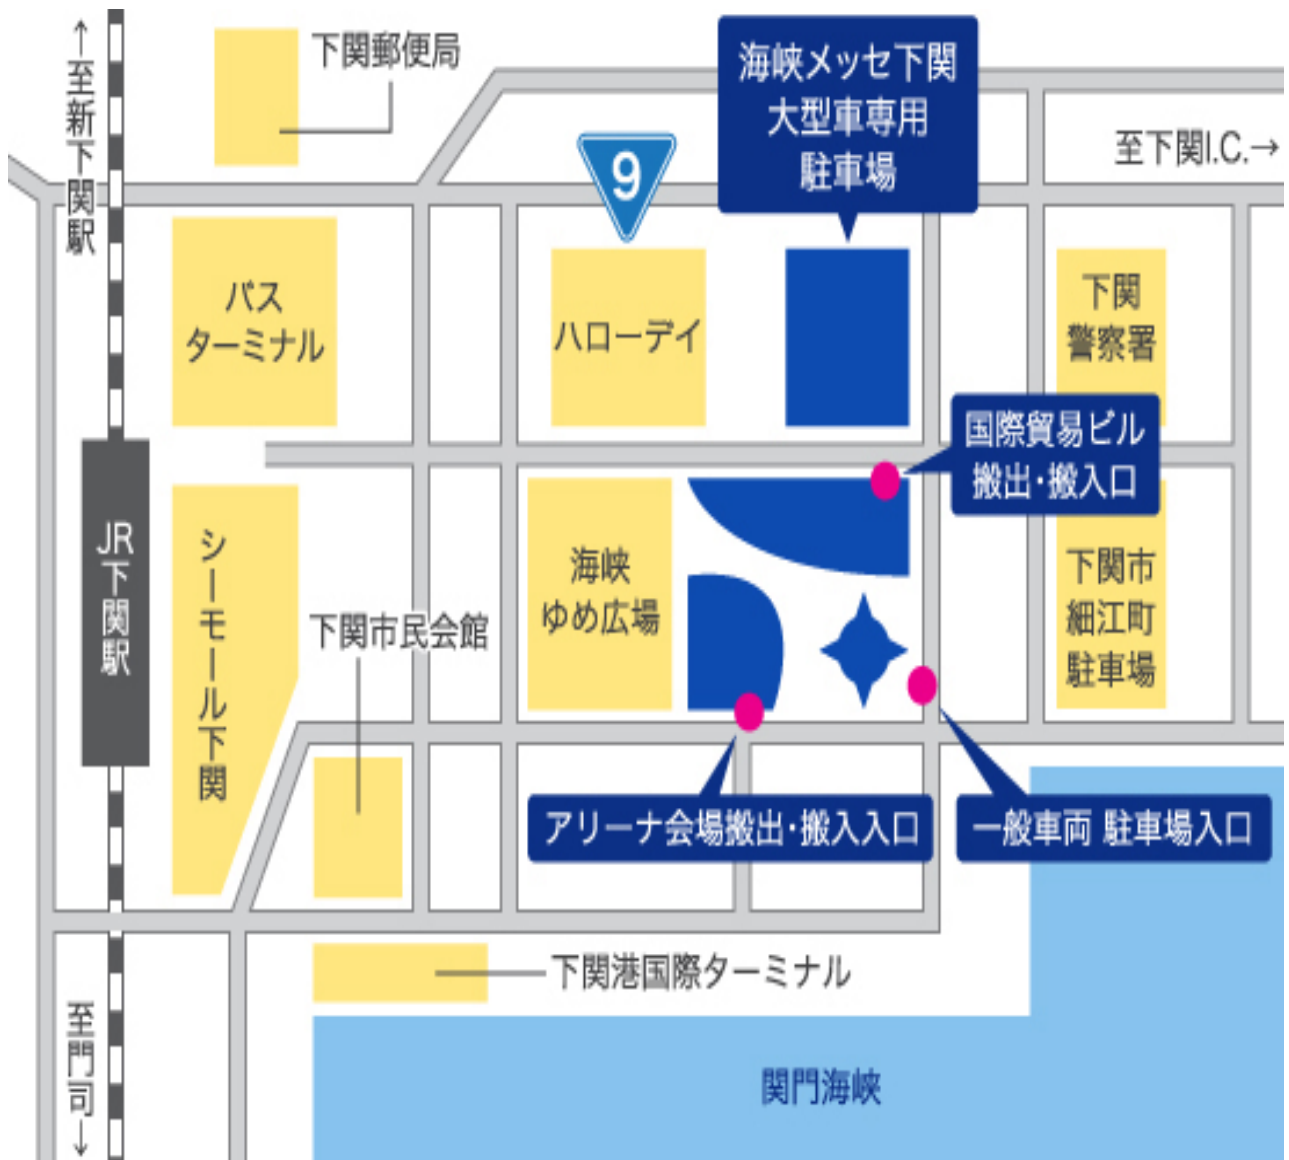 ↑至新下関駅
下関郵便局
海峡メッセ下関
大型車専用
駐車場
至下関I.C.→
9
バス
ターミナル
ハローデイ
下関
警察署
国際貿易ビル
搬出・搬入口
JR下関駅
シーモール下関
下関市民会館
海峡
ゆめ広場
下関市
細江町
駐車場
アリーナ会場搬出・搬入入口
一般車両 駐車場入口
下関港国際ターミナル
至門司→
関門海峡